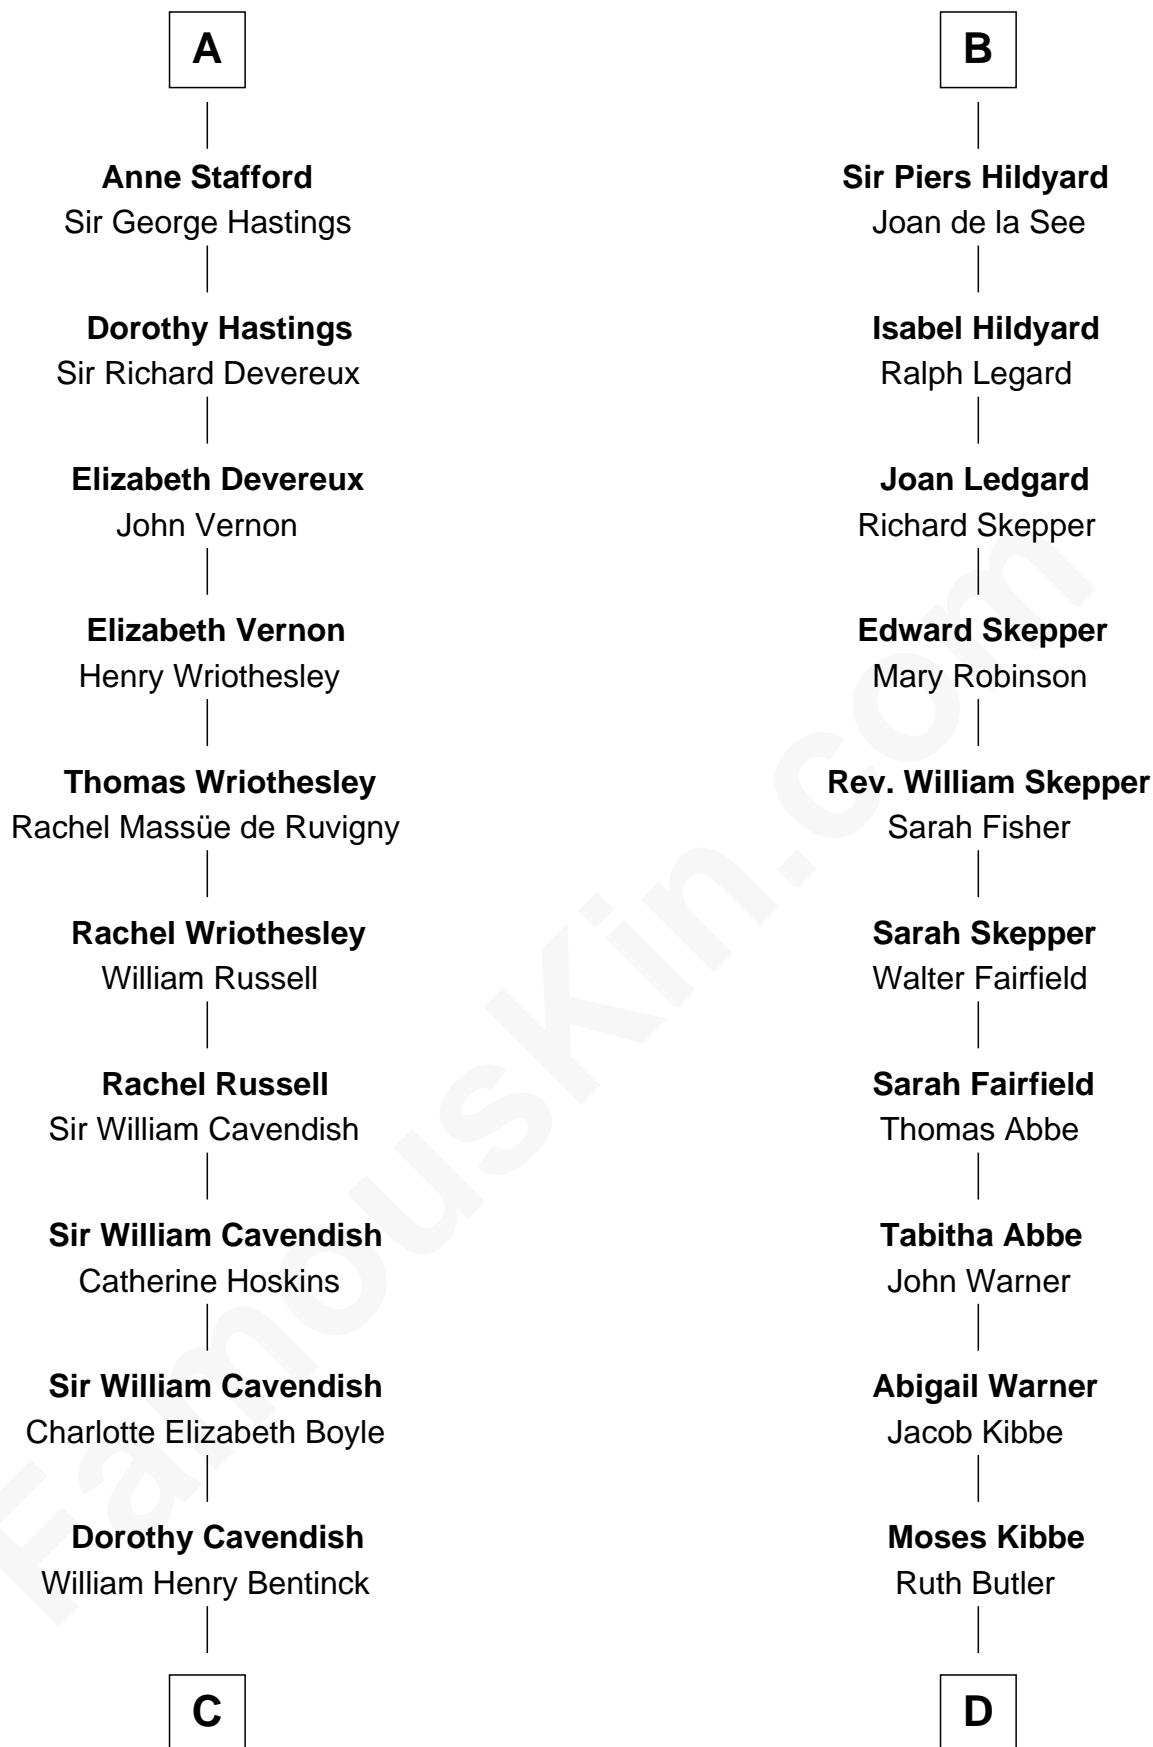 A
Anne Stafford
Sir George Hastings
Dorothy Hastings
Sir Richard Devereux
Elizabeth Devereux
John Vernon
Elizabeth Vernon
Henry Wriothesley
Thomas Wriothesley
Rachel Massüe de Ruvigny
Rachel Wriothesley
William Russell
Rachel Russell
Sir William Cavendish
Sir William Cavendish
Catherine Hoskins
Sir William Cavendish
Charlotte Elizabeth Boyle
Dorothy Cavendish
William Henry Bentinck
C
B
Sir Piers Hildyard
Joan de la See
Isabel Hildyard
Ralph Legard
Joan Ledgard
Richard Skepper
Edward Skepper
Mary Robinson
Rev. William Skepper
Sarah Fisher
Sarah Skepper
Walter Fairfield
Sarah Fairfield
Thomas Abbe
Tabitha Abbe
John Warner
Abigail Warner
Jacob Kibbe
Moses Kibbe
Ruth Butler
D
FamousKin.com